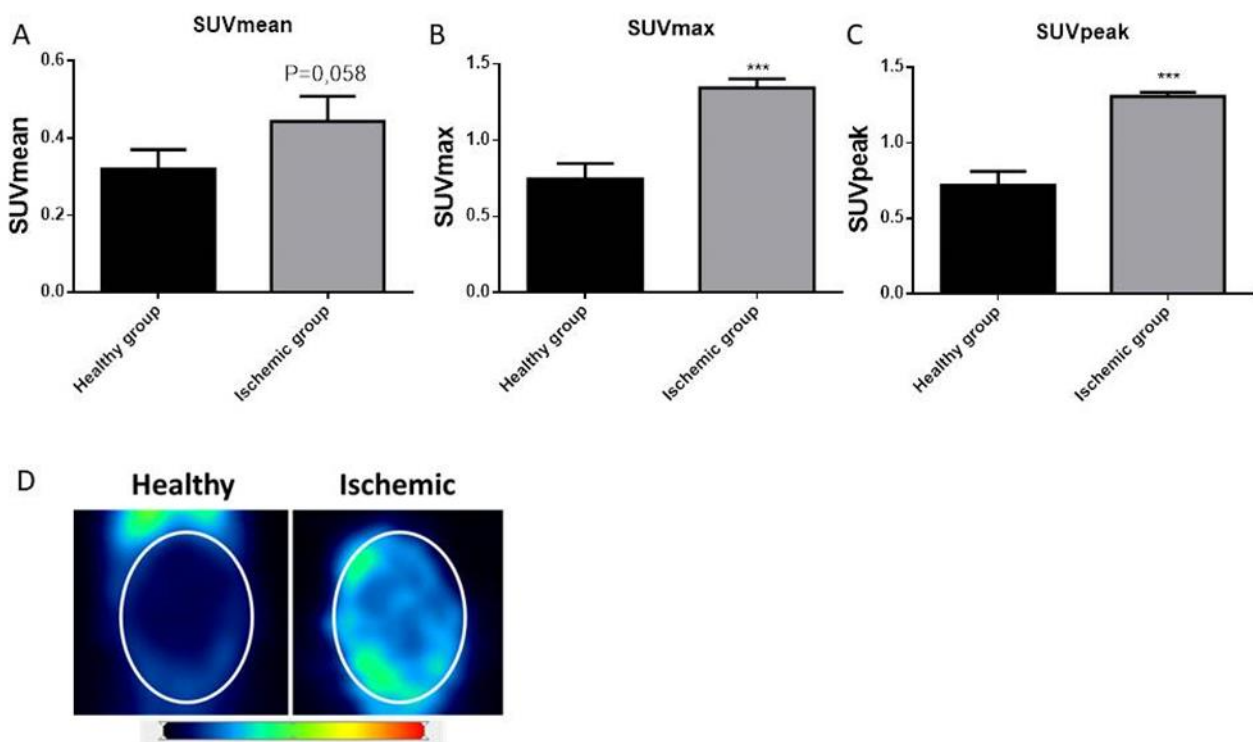 A
SUVmean
SUVmean
0.6
0.4
0.2
0.0
P=0,058
Healthy group
Ischemic group
B
SUVmax
SUVmax
1.5
1.0
0.5
0.0
***
Healthy group
Ischemic group
C
SUVpeak
SUVpeak
1.5
1.0
0.5
0.0
***
Healthy group
Ischemic group
D
Healthy
Ischemic